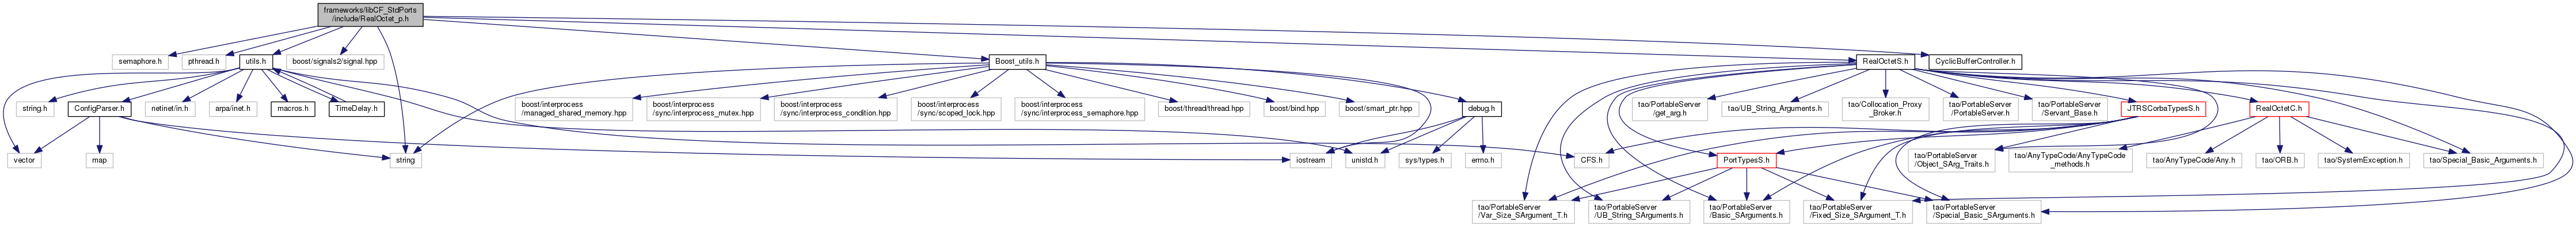 frameworks/libCF_StdPorts
/include/RealOctet_p.h
semaphore.h
pthread.h
utils.h
boost/signals2/signal.hpp
Boost_utils.h
RealOctetS.h
CyclicBufferController.h
string.h
ConfigParser.h
netinet/in.h
arpa/inet.h
macros.h
TimeDelay.h
boost/interprocess
/managed_shared_memory.hpp
boost/interprocess
/sync/interprocess_mutex.hpp
boost/interprocess
/sync/interprocess_condition.hpp
boost/interprocess
/sync/scoped_lock.hpp
boost/interprocess
/sync/interprocess_semaphore.hpp
boost/thread/thread.hpp
boost/bind.hpp
boost/smart_ptr.hpp
debug.h
tao/PortableServer
/get_arg.h
tao/UB_String_Arguments.h
tao/Collocation_Proxy
_Broker.h
tao/PortableServer
/PortableServer.h
tao/PortableServer
/Servant_Base.h
JTRSCorbaTypesS.h
RealOctetC.h
vector
map
string
iostream
unistd.h
sys/types.h
errno.h
CFS.h
PortTypesS.h
tao/PortableServer
/Object_SArg_Traits.h
tao/AnyTypeCode/AnyTypeCode
_methods.h
tao/AnyTypeCode/Any.h
tao/ORB.h
tao/SystemException.h
tao/Special_Basic_Arguments.h
tao/PortableServer
/Var_Size_SArgument_T.h
tao/PortableServer
/UB_String_SArguments.h
tao/PortableServer
/Basic_SArguments.h
tao/PortableServer
/Fixed_Size_SArgument_T.h
tao/PortableServer
/Special_Basic_SArguments.h